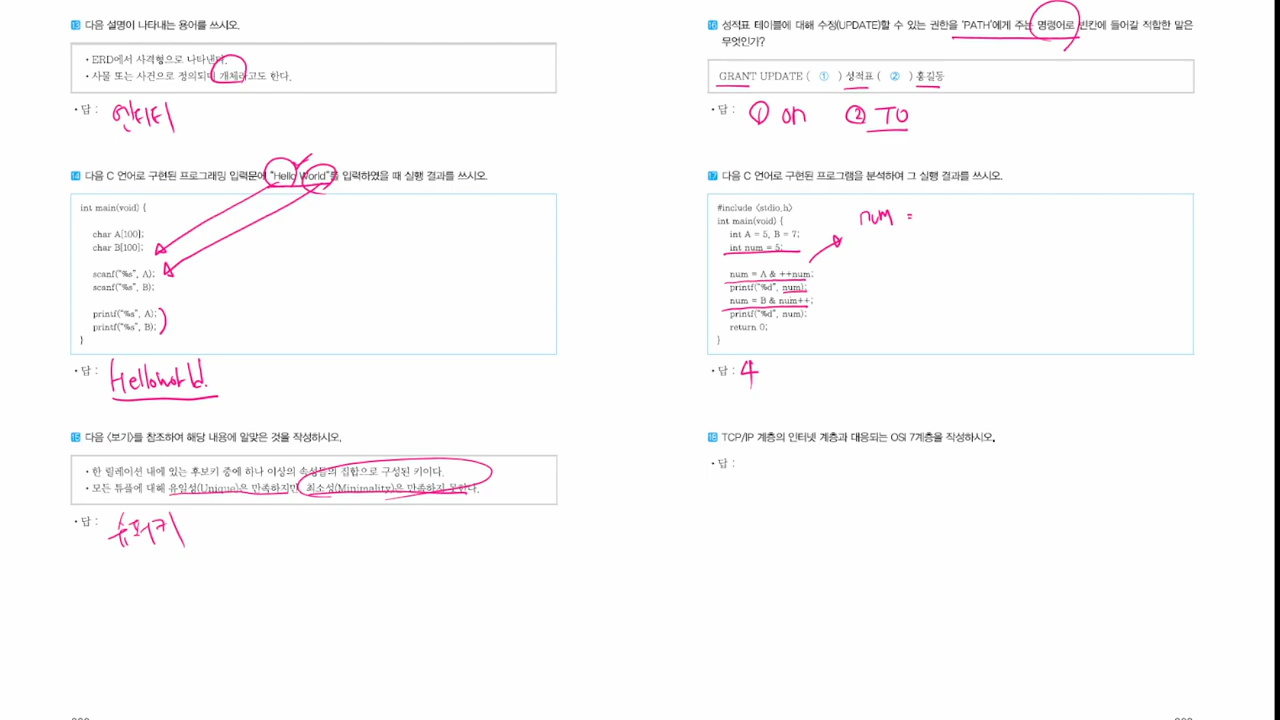 13 다음 설명이 나타내는 용어를 쓰시오.
• ERD에서 사각형으로 나타낸다.
• 사물 또는 사건으로 정의되며 개체라고도 한다.
• 답 : 엔티티
14 다음 C 언어로 구현된 프로그래밍 입력문에 “Hello World”를 입력하였을 때 실행 결과를 쓰시오.
int main(void) {
char A[100];
char B[100];
scanf(“%s”, A);
scanf(“%s”, B);
printf(“%s”, A);
printf(“%s”, B);
}
• 답 : Helloworld.
15 다음 〈보기〉를 참조하여 해당 내용에 알맞은 것을 작성하시오.
• 한 릴레이션 내에 있는 후보키 중에 하나 이상의 속성들의 집합으로 구성된 키이다.
• 모든 튜플에 대해 유일성(Unique)은 만족하지만, 최소성(Minimality)은 만족하지 못한다.
• 답 : 슈퍼키
16 성적표 테이블에 대해 수정(UPDATE)할 수 있는 권한을 ‘PATH’에게 주는 명령어로 빈칸에 들어갈 적합한 말은
무엇인가?
GRANT UPDATE ( ① ) 성적표 ( ② ) 홍길동
• 답 : ① on ② TO
17 다음 C 언어로 구현된 프로그램을 분석하여 그 실행 결과를 쓰시오.
#include 〈stdio.h〉
int main(void) {
int A = 5, B = 7;
int num = 5;
num = A & ++num;
printf(“%d”, num);
num = B & num++;
printf(“%d”, num);
return 0;
}
num =
• 답 : 4
18 TCP/IP 계층의 인터넷 계층과 대응되는 OSI 7계층을 작성하시오.
• 답 :